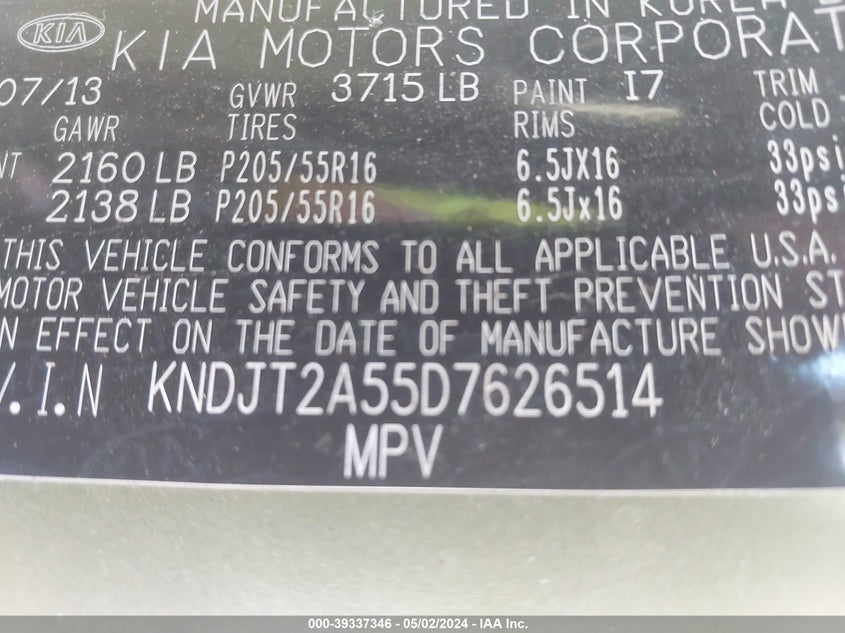 MANUFACTURED IN KOREA
KIA KIA MOTORS CORPORAT
07/13 GVWR 3715 LB PAINT I7 TRIM
GAWR TIRES RIMS COLD
NT 2160 LB P205/55R16 6.5JX16 33psi
2138 LB P205/55R16 6.5Jx16 33psi
THIS VEHICLE CONFORMS TO ALL APPLICABLE U.S.A.
MOTOR VEHICLE SAFETY AND THEFT PREVENTION ST
N EFFECT ON THE DATE OF MANUFACTURE SHOW
V.I.N KNDJT2A55D7626514
MPV
000-39337346 - 05/02/2024 - IAA Inc.